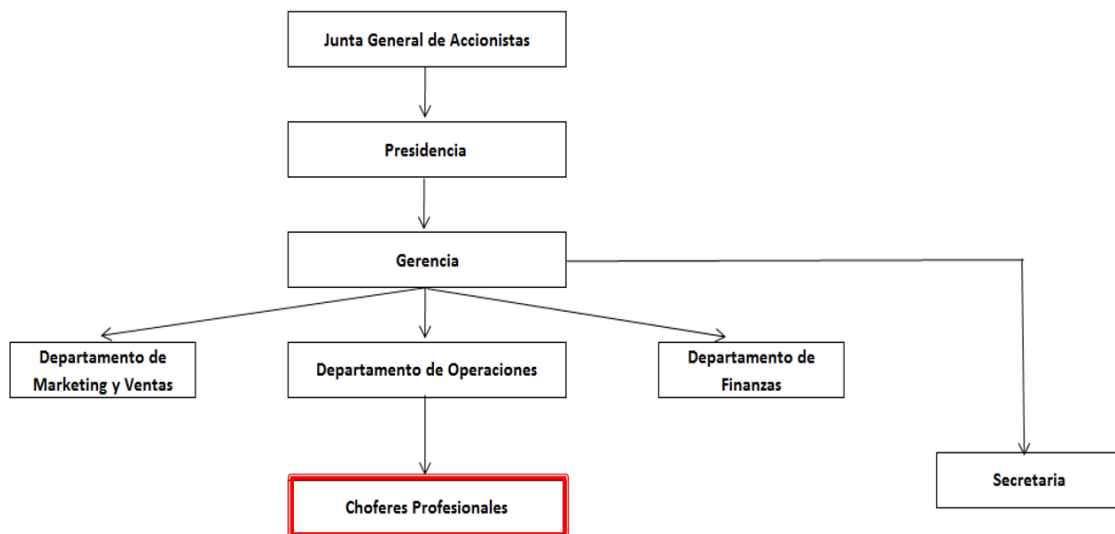 Junta General de Accionistas
Presidencia
Gerencia
Departamento de
Marketing y Ventas
Departamento de Operaciones
Departamento de
Finanzas
Choferes Profesionales
Secretaria